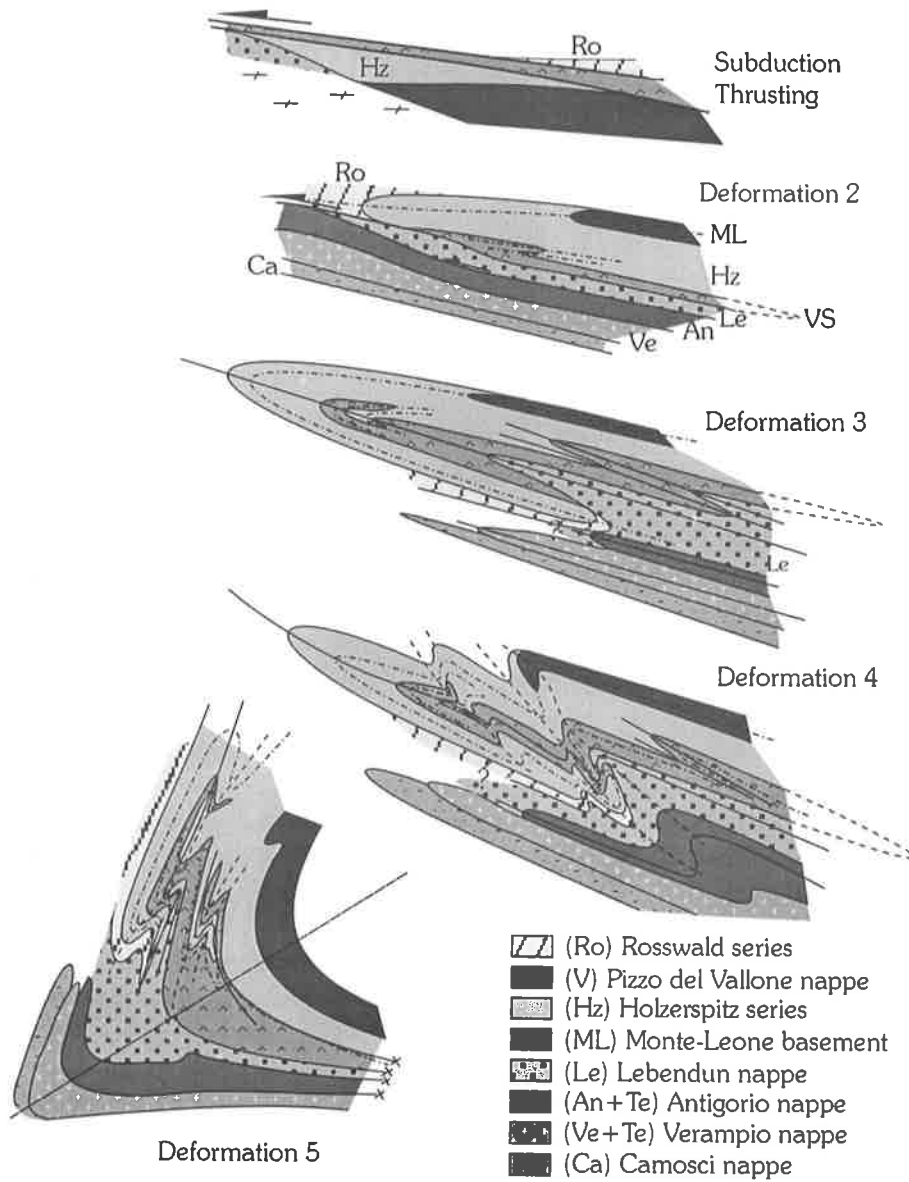 Ro
Hz
Subduction
Thrusting
Ro
Deformation 2
ML
Ca
Hz
Le
VS
An
Ve
Deformation 3
Le
Deformation 4
?
Deformation 5
(Ro) Rosswald series
(V) Pizzo del Vallone nappe
(Hz) Holzerspitz series
(ML) Monte-Leone basement
(Le) Lebendun nappe
(An+Te) Antigorio nappe
(Ve+Te) Verampio nappe
(Ca) Camosci nappe